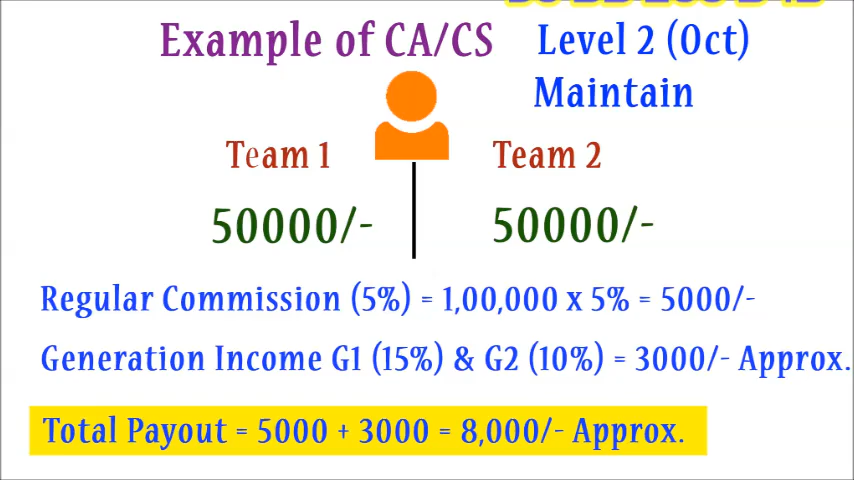 Example of CA/CS
Level 2 (Oct)
Maintain
Team 1
Team 2
50000/-
50000/-
Regular Commission (5%) = 1,00,000 x 5% = 5000/-
Generation Income G1 (15%) & G2 (10%) = 3000/- Approx.
Total Payout = 5000 + 3000 = 8,000/- Approx.